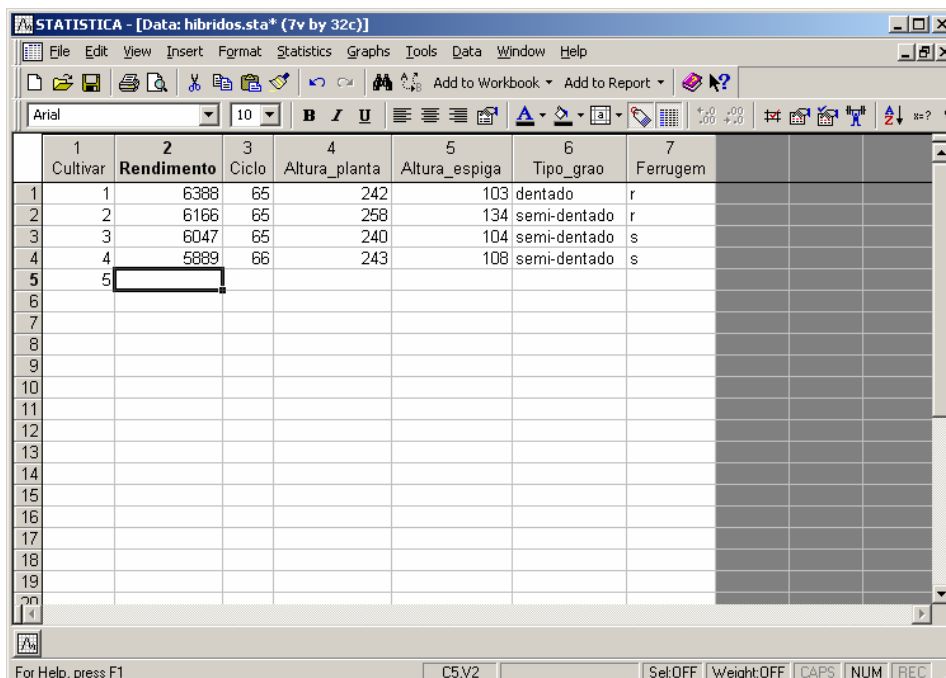 STATISTICA - [Data: hibridos.sta* (7v by 32c)]
File Edit View Insert Format Statistics Graphs Tools Data Window Help
Add to Workbook Add to Report
Arial 10 B I U
1 2 3 4 5 6 7
Cultivar Rendimento Ciclo Altura_planta Altura_espiga Tipo_grao Ferrugem
1 1 6388 65 242 103 dentado r
2 2 6166 65 258 134 semi-dentado r
3 3 6047 65 240 104 semi-dentado s
4 4 5889 66 243 108 semi-dentado s
5 5
6
7
8
9
10
11
12
13
14
15
16
17
18
19
20
For Help, press F1 C5,V2 Sel:OFF Weight:OFF CAPS NUM REC